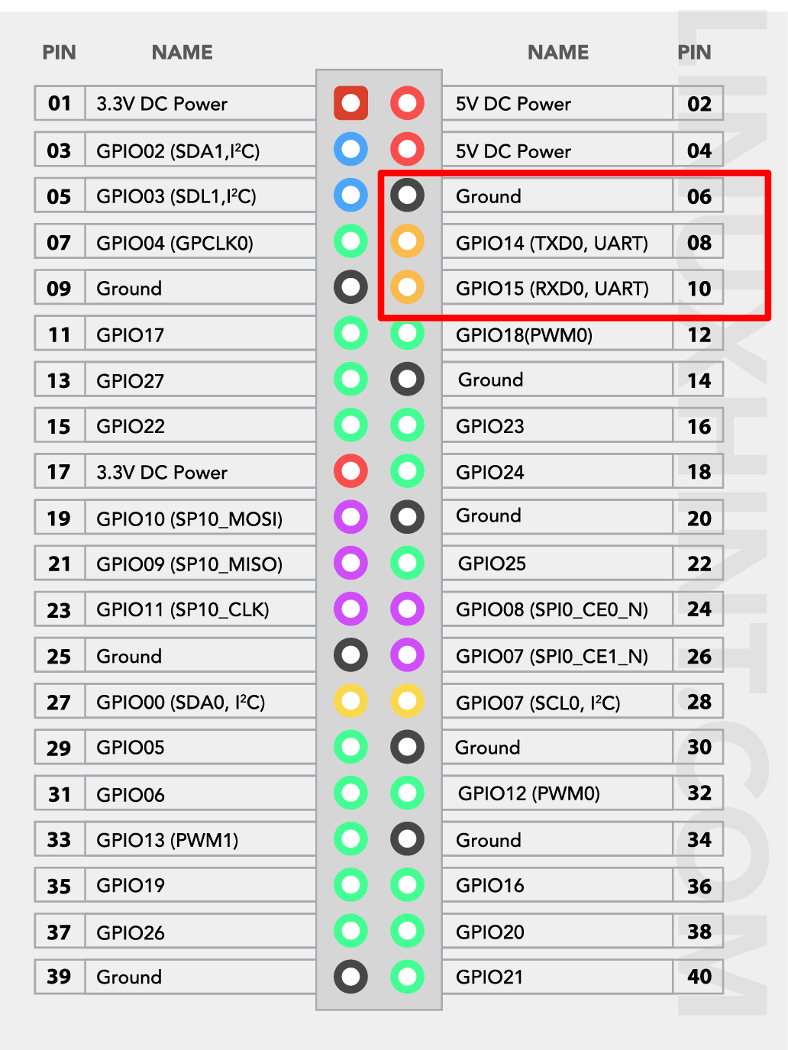 PIN NAME NAME PIN
01 3.3V DC Power 5V DC Power 02
03 GPIO02 (SDA1,I²C) 5V DC Power 04
05 GPIO03 (SDL1,I²C) Ground 06
07 GPIO04 (GPCLK0) GPIO14 (TXD0, UART) 08
09 Ground GPIO15 (RXD0, UART) 10
11 GPIO17 GPIO18(PWM0) 12
13 GPIO27 Ground 14
15 GPIO22 GPIO23 16
17 3.3V DC Power GPIO24 18
19 GPIO10 (SP10_MOSI) Ground 20
21 GPIO09 (SP10_MISO) GPIO25 22
23 GPIO11 (SP10_CLK) GPIO08 (SPI0_CE0_N) 24
25 Ground GPIO07 (SPI0_CE1_N) 26
27 GPIO00 (SDA0, I²C) GPIO07 (SCL0, I²C) 28
29 GPIO05 Ground 30
31 GPIO06 GPIO12 (PWM0) 32
33 GPIO13 (PWM1) Ground 34
35 GPIO19 GPIO16 36
37 GPIO26 GPIO20 38
39 Ground GPIO21 40
LINUXHINT.COM